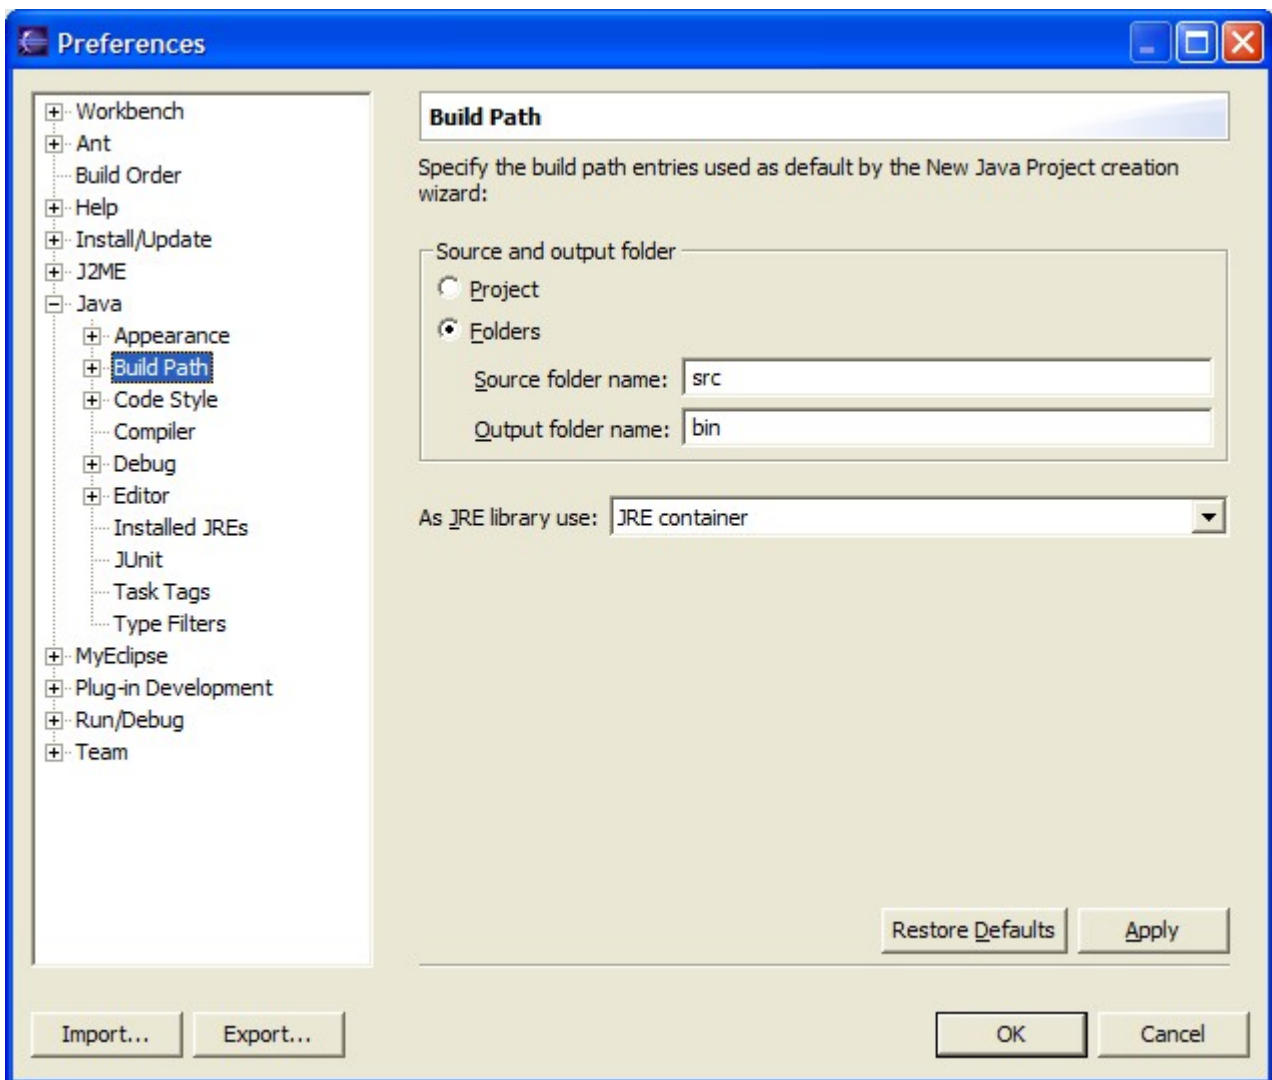 Preferences
Workbench
Ant
Build Order
Help
Install/Update
J2ME
Java
Appearance
Build Path
Code Style
Compiler
Debug
Editor
Installed JREs
JUnit
Task Tags
Type Filters
MyEclipse
Plug-in Development
Run/Debug
Team
Build Path
Specify the build path entries used as default by the New Java Project creation
wizard:
Source and output folder
Project
Folders
Source folder name: src
Output folder name: bin
As JRE library use: JRE container
Restore Defaults Apply
Import... Export... OK Cancel